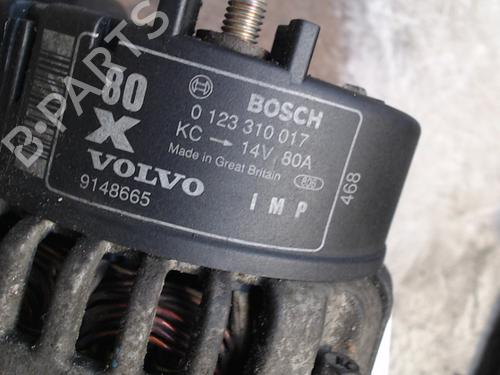 80
X
VOLVO
9148665
BOSCH
0 123 310 017
KC → 14V 80A
Made in Great Britain
IMP
468
B-PARTS